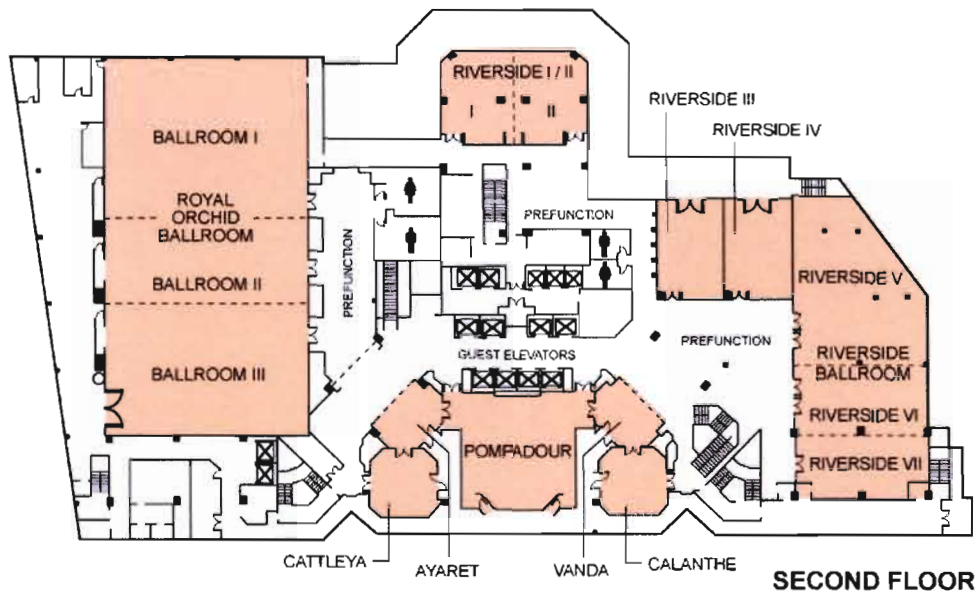 RIVERSIDE I / II
I
II
RIVERSIDE III
RIVERSIDE IV
BALLROOM I
ROYAL
ORCHID
BALLROOM
BALLROOM II
BALLROOM III
PREFUNCTION
PREFUNCTION
GUEST ELEVATORS
PREFUNCTION
RIVERSIDE V
RIVERSIDE
BALLROOM
RIVERSIDE VI
RIVERSIDE VII
POMPADOUR
CATTLEYA
AYARET
VANDA
CALANTHE
SECOND FLOOR